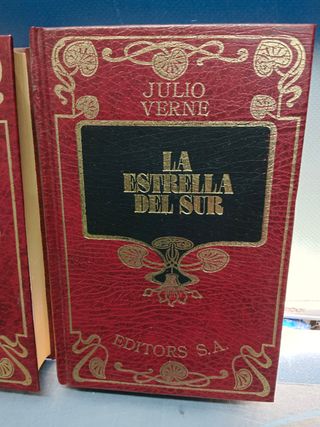 JULIO
VERNE
LA
ESTRELLA
DEL SUR
EDITORS S.A.